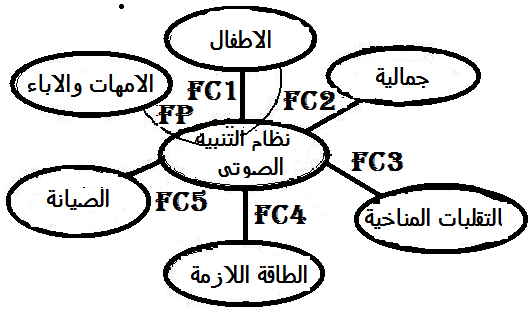 الاطفال
الامهات والاباء
جمالية
FC1
FC2
FP
نظام التنبيه
الصوتى
FC3
الصيانة
FC5
FC4
التقلبات المناخية
الطاقة اللازمة